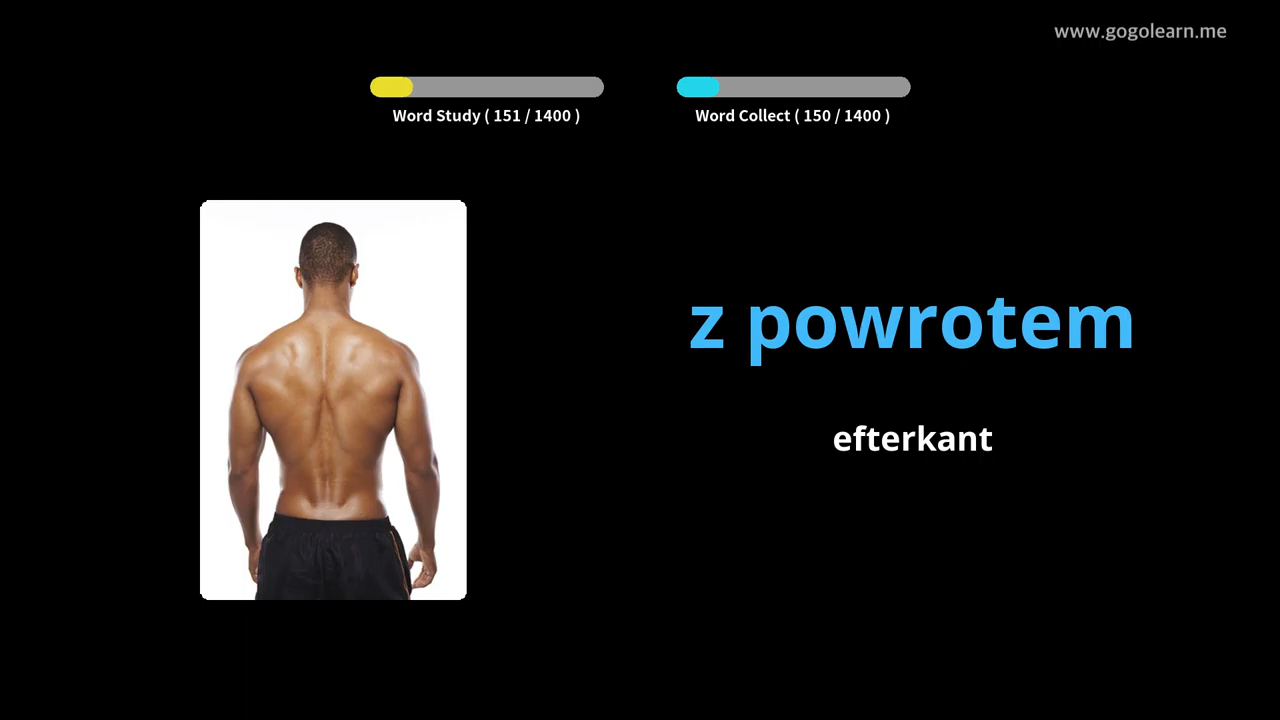 www.gogolearn.me
Word Study ( 151 / 1400 )
Word Collect ( 150 / 1400 )
z powrotem
efterkant